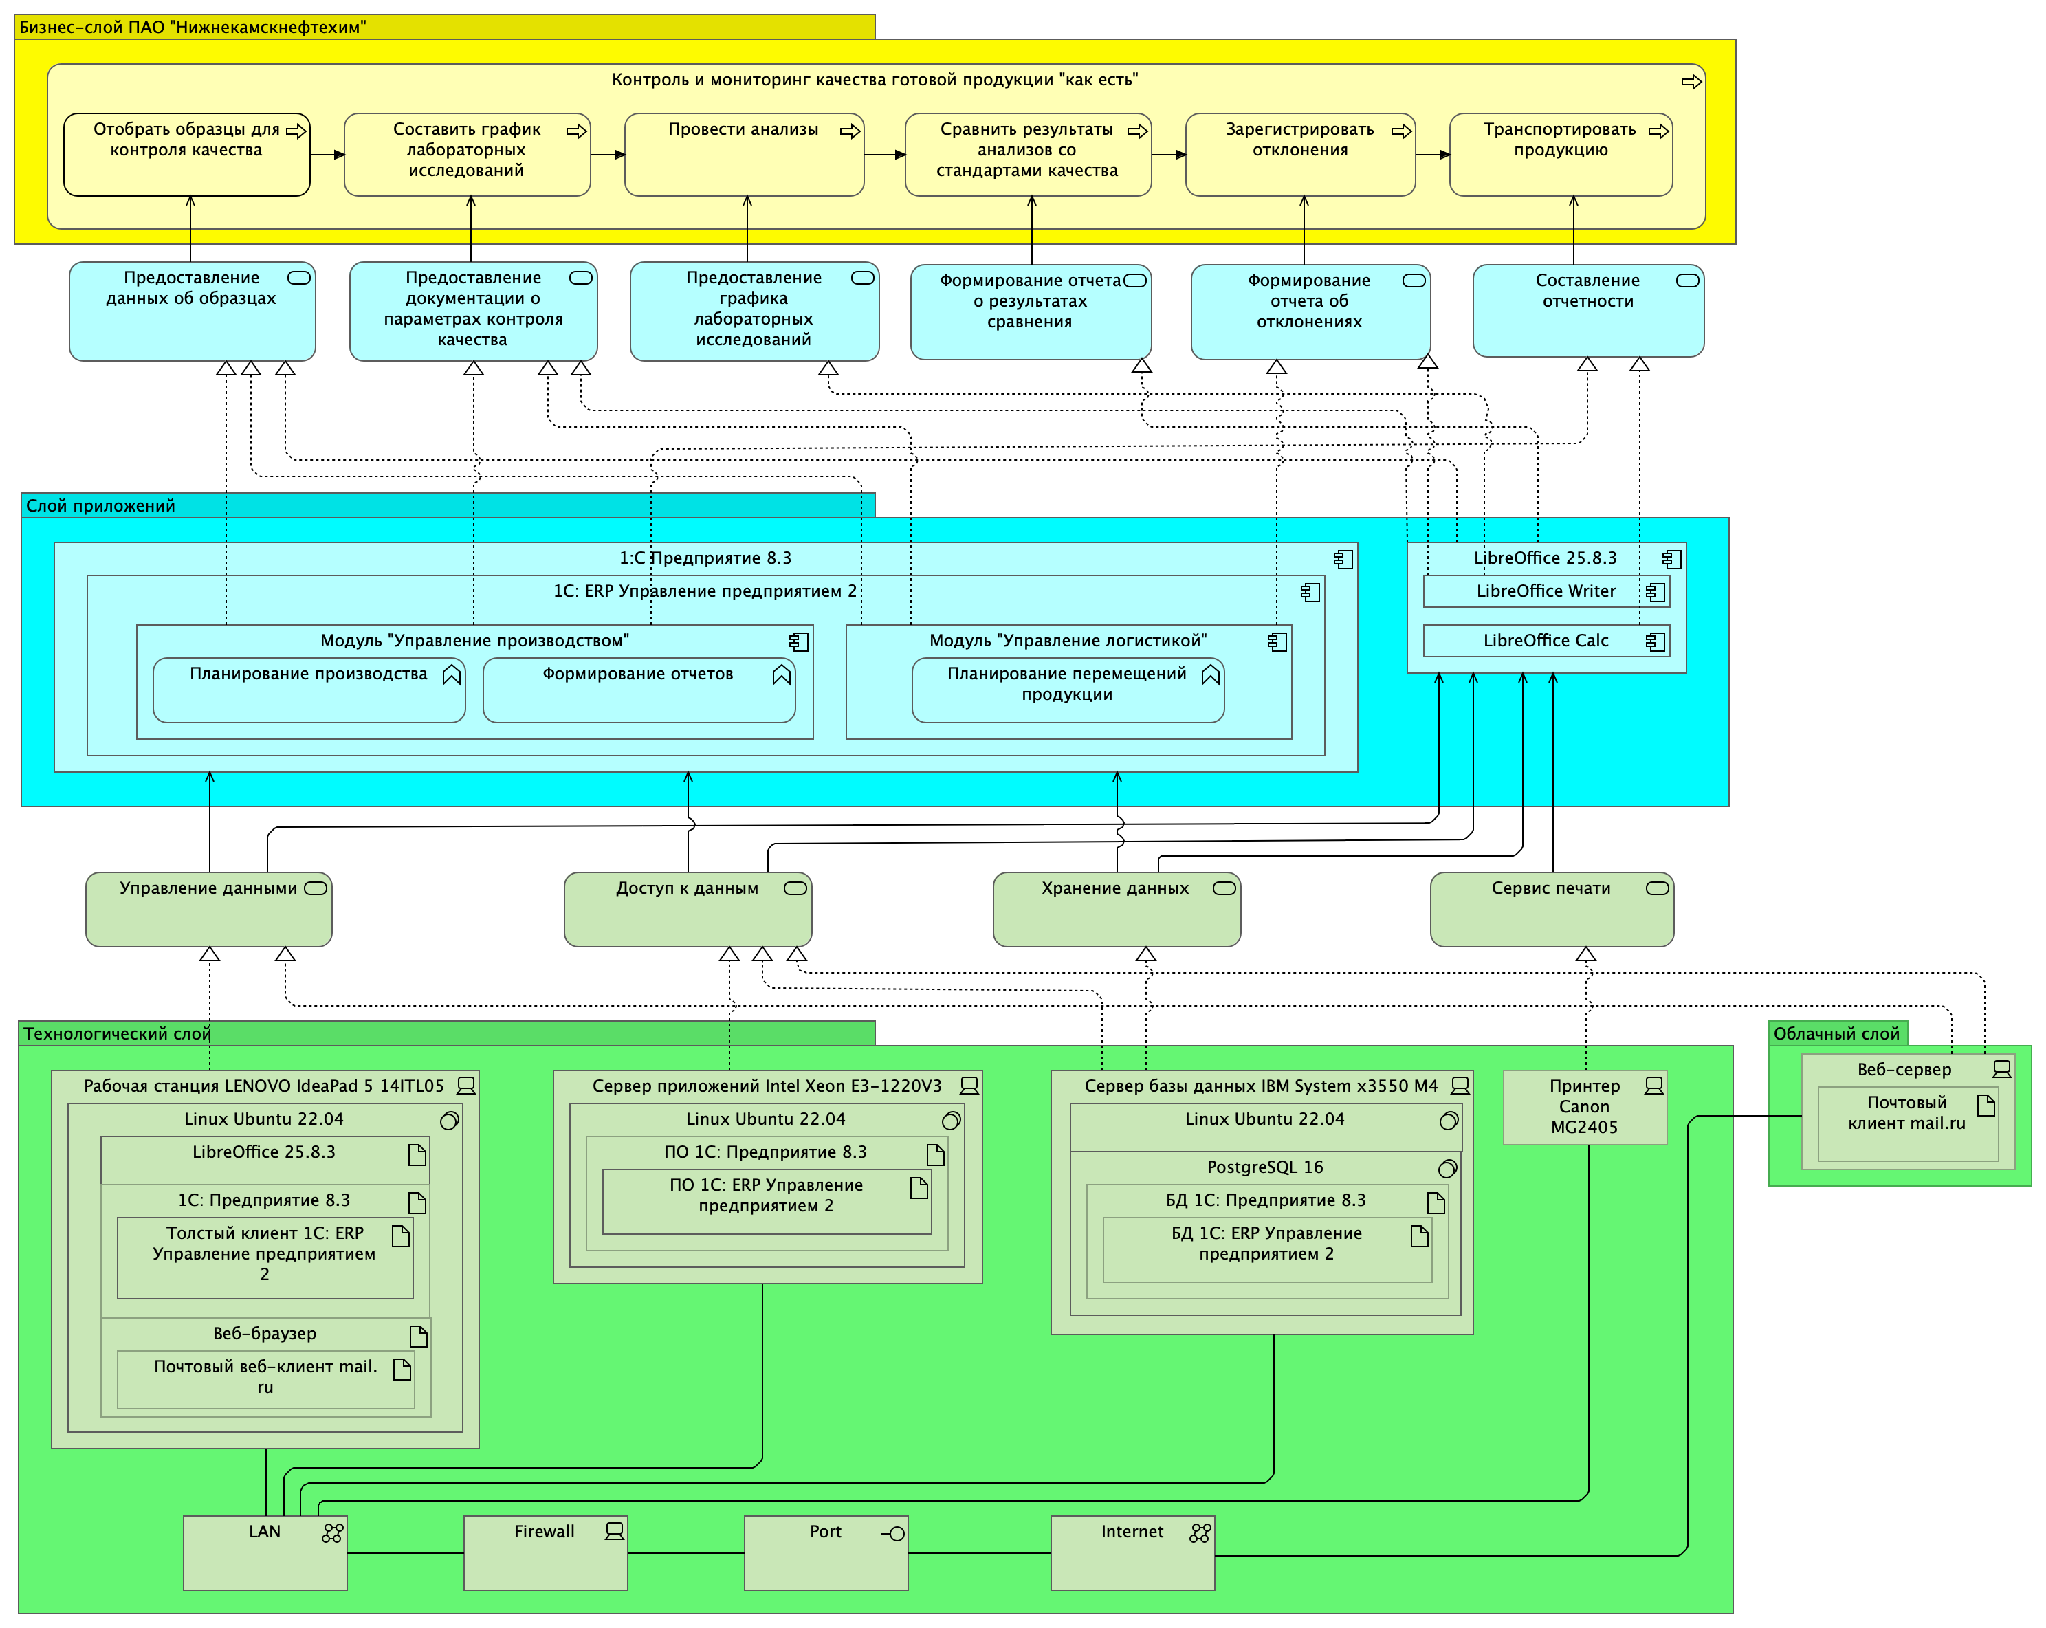 Бизнес-слой ПАО "Нижнекамскнефтехим"
Контроль и мониторинг качества готовой продукции "как есть"
Отобрать образцы для
контроля качества
Составить график
лабораторных
исследований
Провести анализы
Сравнить результаты
анализов со
стандартами качества
Зарегистрировать
отклонения
Транспортировать
продукцию
Предоставление
данных об образцах
Предоставление
документации о
параметрах контроля
качества
Предоставление
графика
лабораторных
исследований
Формирование отчета
о результатах
сравнения
Формирование
отчета об
отклонениях
Составление
отчетности
Слой приложений
1:С Предприятие 8.3
1С: ERP Управление предприятием 2
Модуль "Управление производством"
Планирование производства
Формирование отчетов
Модуль "Управление логистикой"
Планирование перемещений
продукции
LibreOffice 25.8.3
LibreOffice Writer
LibreOffice Calc
Управление данными
Доступ к данным
Хранение данных
Сервис печати
Технологический слой
Рабочая станция LENOVO IdeaPad 5 14ITL05
Linux Ubuntu 22.04
LibreOffice 25.8.3
1С: Предприятие 8.3
Толстый клиент 1С: ERP
Управление предприятием
2
Веб-браузер
Почтовый веб-клиент mail.
ru
Сервер приложений Intel Xeon E3-1220V3
Linux Ubuntu 22.04
ПО 1С: Предприятие 8.3
ПО 1С: ERP Управление
предприятием 2
Сервер базы данных IBM System x3550 M4
Linux Ubuntu 22.04
PostgreSQL 16
БД 1С: Предприятие 8.3
БД 1С: ERP Управление
предприятием 2
Принтер
Canon
MG2405
Облачный слой
Веб-сервер
Почтовый
клиент mail.ru
LAN
Firewall
Port
Internet